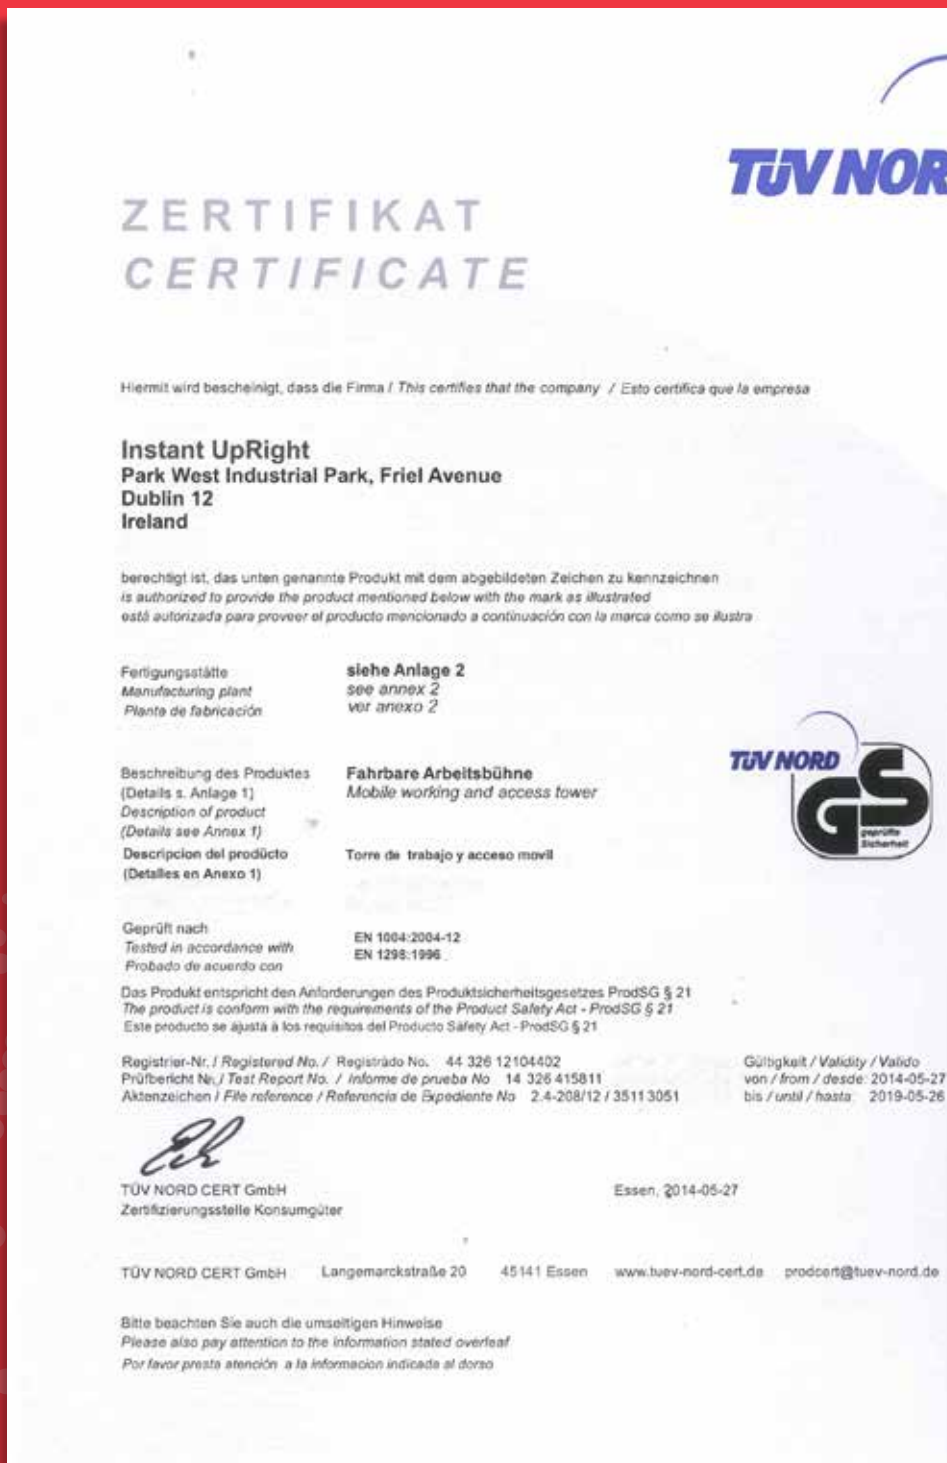 TÜV NOR
ZERTIFIKAT
CERTIFICATE
Hiermit wird bescheinigt, dass die Firma / This certifies that the company / Esto certifica que la empresa
Instant UpRight
Park West Industrial Park, Friel Avenue
Dublin 12
Ireland
berechtigt ist, das unten genannte Produkt mit dem abgebildeten Zeichen zu kennzeichnen
is authorized to provide the product mentioned below with the mark as illustrated
está autorizada para proveer el producto mencionado a continuación con la marca como se ilustra
Fertigungsstätte siehe Anlage 2
Manufacturing plant see annex 2
Planta de fabricación ver anexo 2
TÜV NORD
GS
geprüfte
Sicherheit
Beschreibung des Produktes Fahrbare Arbeitsbühne
(Details s. Anlage 1) Mobile working and access tower
Description of product
(Details see Annex 1)
Descripcion del prodücto Torre de trabajo y acceso movil
(Detalles en Anexo 1)
Geprüft nach
Tested in accordance with EN 1004:2004-12
Probado de acuerdo con EN 1298:1996
Das Produkt entspricht den Anforderungen des Produktsicherheitsgesetzes ProdSG § 21
The product is conform with the requirements of the Product Safety Act - ProdSG § 21
Este producto se ajusta a los requisitos del Producto Safety Act - ProdSG § 21
Registrier-Nr. / Registered No. / Registrado No. 44 326 12104402 Gültigkeit / Validity / Valido
Prüfbericht Nr. / Test Report No. / Informe de prueba No 14 326 415811 von / from / desde: 2014-05-27
Aktenzeichen / File reference / Referencia de Expediente No 2.4-208/12 / 35113051 bis / until / hasta: 2019-05-26
TÜV NORD CERT GmbH Essen, 2014-05-27
Zertifizierungsstelle Konsumgüter
TÜV NORD CERT GmbH Langemarckstraße 20 45141 Essen www.tuev-nord-cert.de prodcert@tuev-nord.de
Bitte beachten Sie auch die umseitigen Hinweise
Please also pay attention to the information stated overleaf
Por favor presta atención a la informacion indicada al dorso